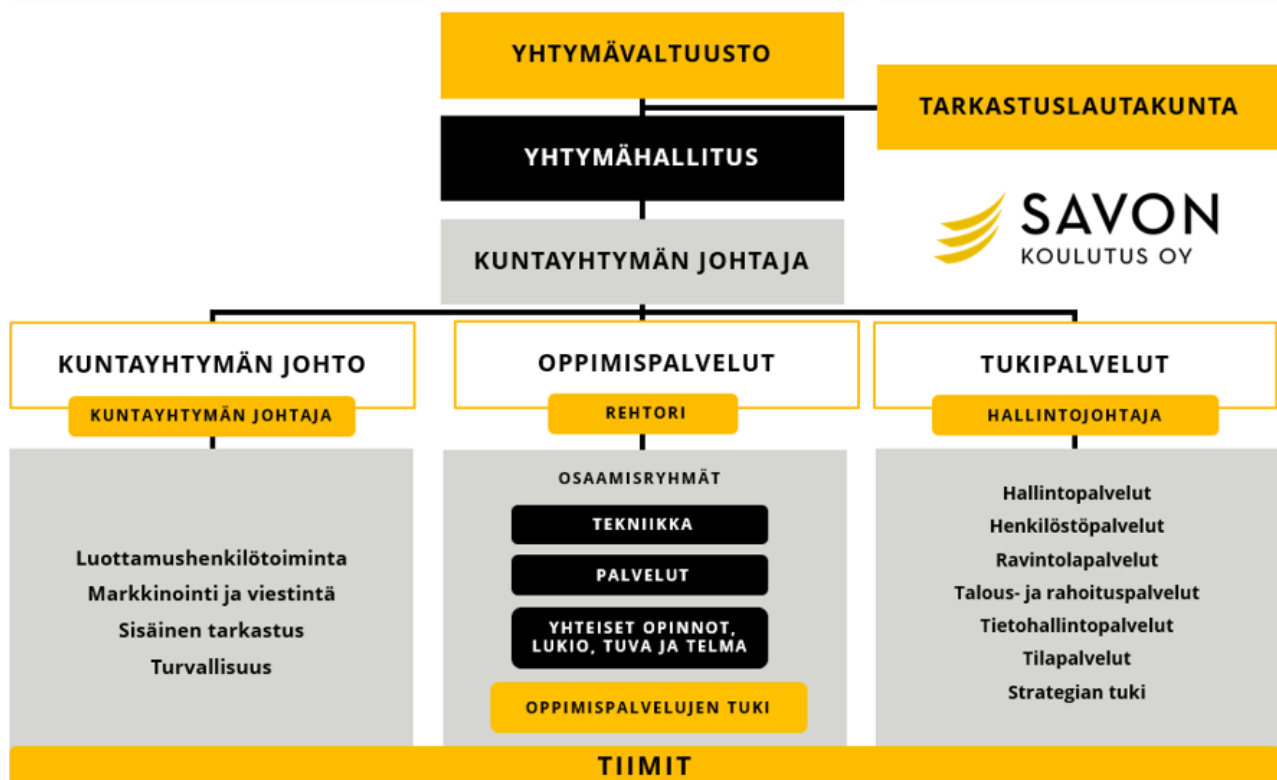 YHTYMÄVALTUUSTO
TARKASTUSLAUTAKUNTA
YHTYMÄHALLITUS
SAVON
KOULUTUS OY
KUNTAYHTYMÄN JOHTAJA
KUNTAYHTYMÄN JOHTO
KUNTAYHTYMÄN JOHTAJA
Luottamushenkilötoiminta
Markkinointi ja viestintä
Sisäinen tarkastus
Turvallisuus
OPPIMISPALVELUT
REHTORI
OSAAMISRYHMÄT
TEKNIIKKA
PALVELUT
YHTEISET OPINNOT,
LUKIO, TUVA JA TELMA
OPPIMISPALVELUJEN TUKI
TUKIPALVELUT
HALLINTOJOHTAJA
Hallintopalvelut
Henkilöstöpalvelut
Ravintolapalvelut
Talous- ja rahoituspalvelut
Tietohallintopalvelut
Tilapalvelut
Strategian tuki
TIIMIT